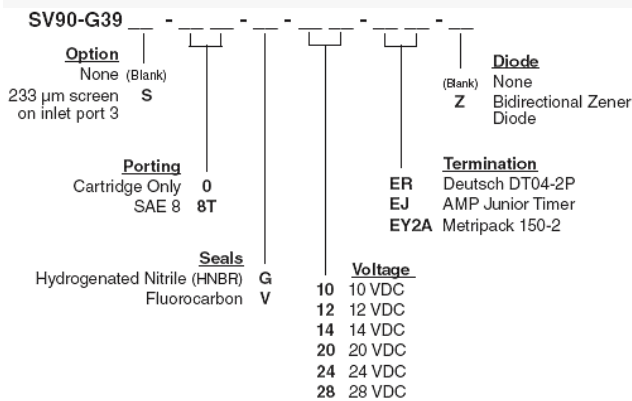 SV90-G39 __ - __ __ - __ - __ __ - __ __ - __
Option
None (Blank)
233 µm screen S
on inlet port 3
Porting
Cartridge Only 0
SAE 8 8T
Seals
Hydrogenated Nitrile (HNBR) G
Fluorocarbon V
Voltage
10 10 VDC
12 12 VDC
14 14 VDC
20 20 VDC
24 24 VDC
28 28 VDC
Termination
ER Deutsch DT04-2P
EJ AMP Junior Timer
EY2A Metripack 150-2
Diode
(Blank) None
Z Bidirectional Zener
Diode